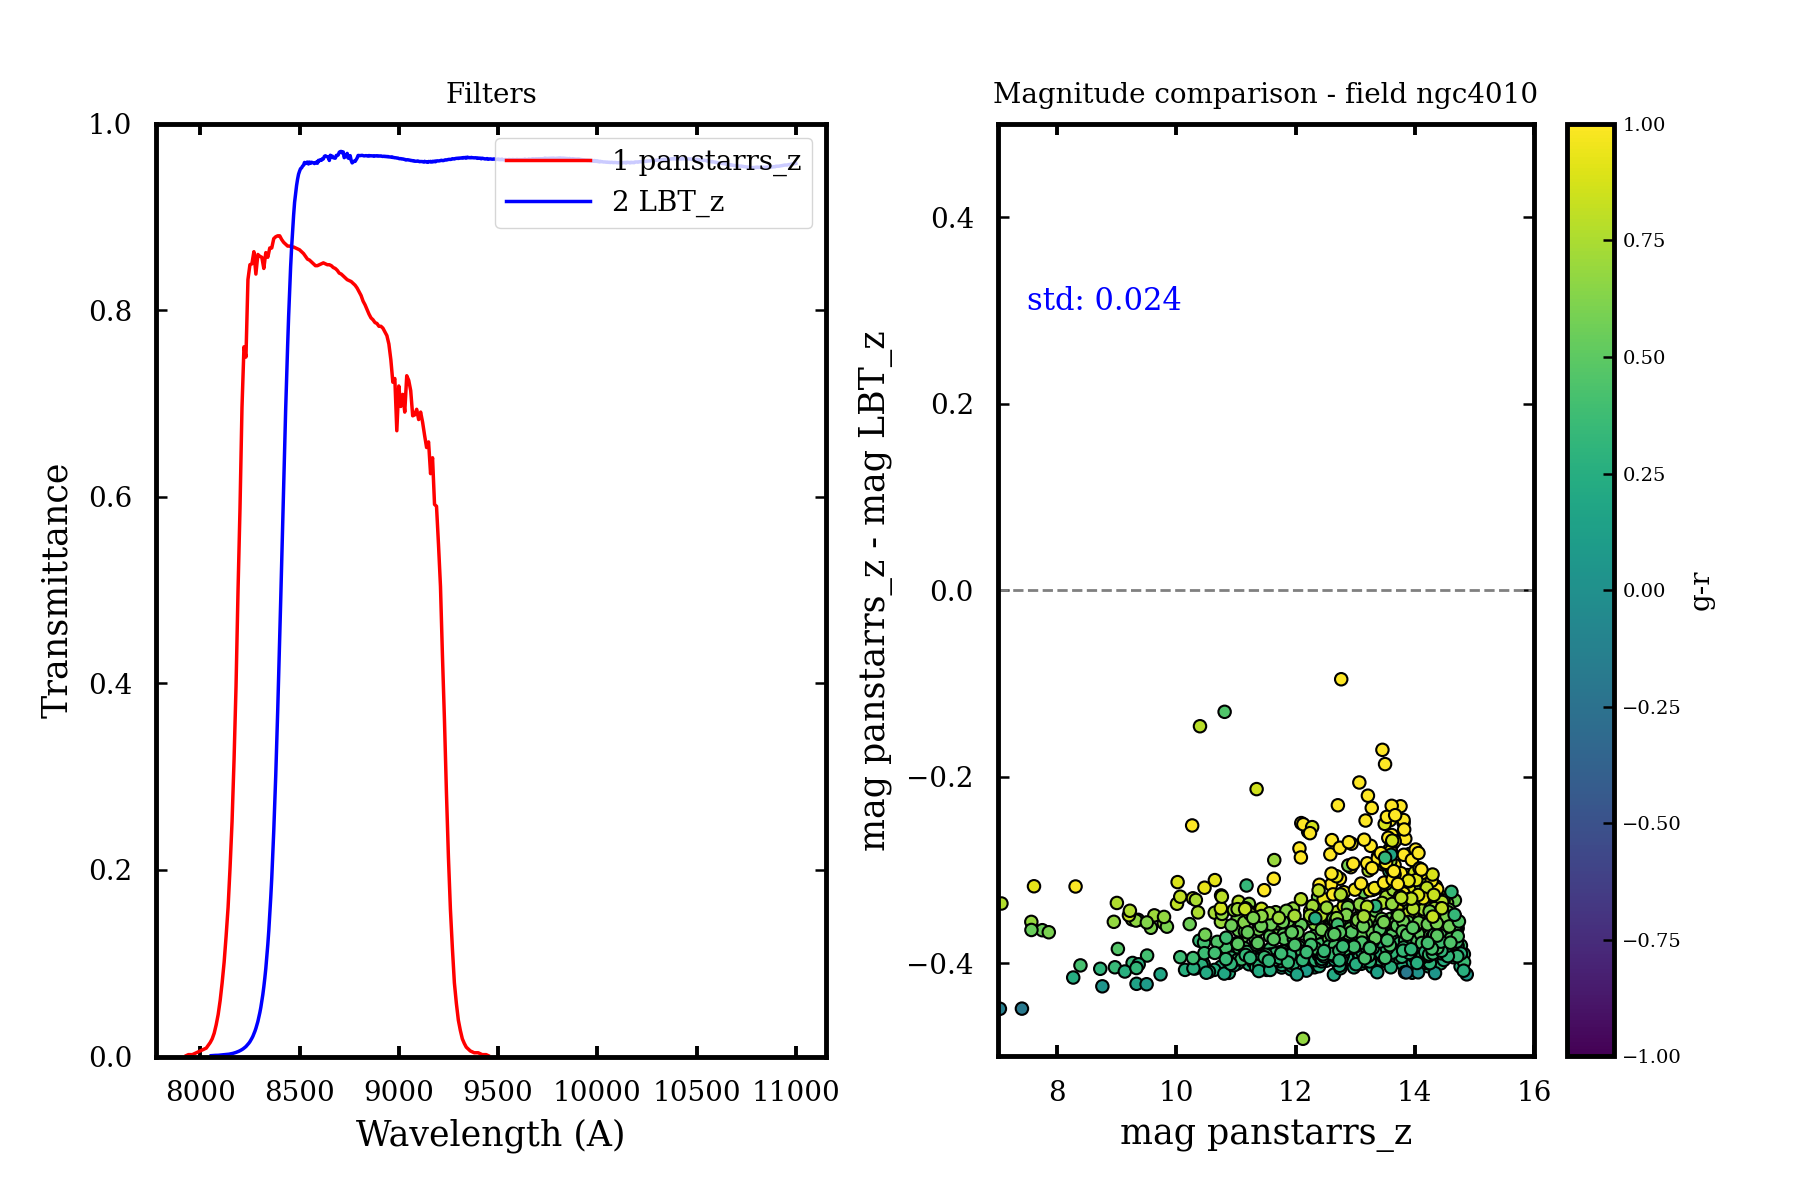 Filters
1 panstarrs_z
2 LBT_z
1.0
0.8
0.6
0.4
0.2
0.0
Transmittance
8000 8500 9000 9500 10000 10500 11000
Wavelength (A)
Magnitude comparison - field ngc4010
std: 0.024
0.4
0.2
0.0
−0.2
−0.4
mag panstarrs_z - mag LBT_z
8 10 12 14 16
mag panstarrs_z
1.00
0.75
0.50
0.25
0.00
−0.25
−0.50
−0.75
−1.00
g-r